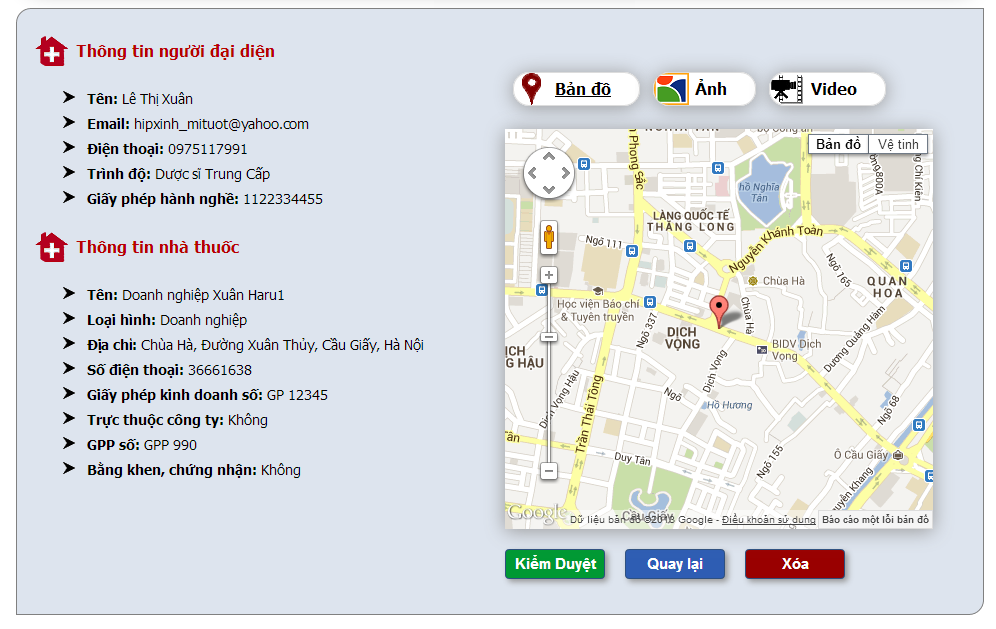 Thông tin người đại diện
Tên: Lê Thị Xuân
Email: hipxinh_mituot@yahoo.com
Điện thoại: 0975117991
Trình độ: Dược sĩ Trung Cấp
Giấy phép hành nghề: 1122334455
Thông tin nhà thuốc
Tên: Doanh nghiệp Xuân Haru1
Loại hình: Doanh nghiệp
Địa chỉ: Chùa Hà, Đường Xuân Thủy, Cầu Giấy, Hà Nội
Số điện thoại: 36661638
Giấy phép kinh doanh số: GP 12345
Trực thuộc công ty: Không
GPP số: GPP 990
Bằng khen, chứng nhận: Không
Bản đồ
Ảnh
Video
Bản đồ
Vệ tinh
Phong Sắc
hồ Nghĩa
Tân
LÀNG QUỐC TẾ
THĂNG LONG
Nguyễn Khánh Toàn
Ngõ 111
Ngõ 165
Chùa Hà
QUAN
HOA
Học viện Báo chí
& Tuyên truyền
Ngõ 337
Chùa Hà
DỊCH
VỌNG
BIDV Dịch
Vọng
Dương Quảng Hàm
ỊCH
NG HẬU
Dịch Vọng Hậu
Trần Thái Tông
Dịch Vọng
Ngõ
Hồ Hương
Ngõ 68
Duy Tân
Ngõ 155
Ô Cầu Giấy
Cầu Giấy
Google
Dữ liệu bản đồ ©2013 Google - Điều khoản sử dụng
Báo cáo một lỗi bản đồ
Kiểm Duyệt
Quay lại
Xóa